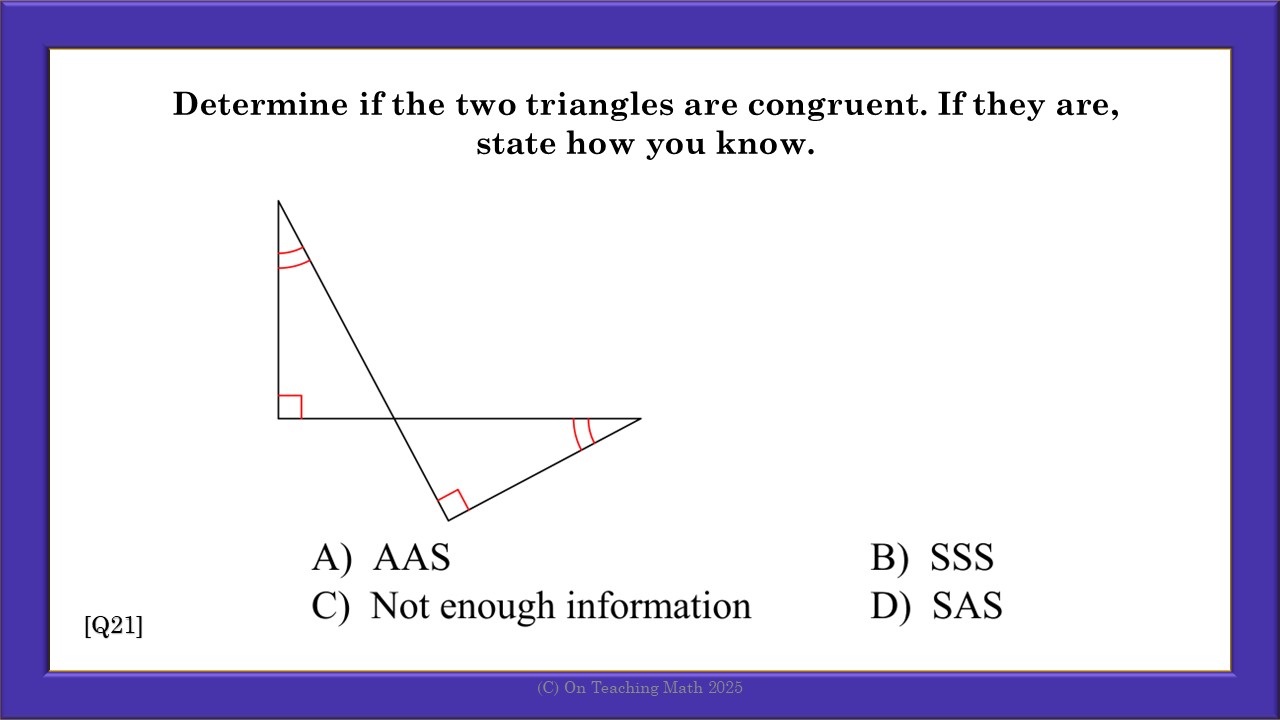 Determine if the two triangles are congruent. If they are,
state how you know.
A) AAS B) SSS
C) Not enough information D) SAS
[Q21]
(C) On Teaching Math 2025